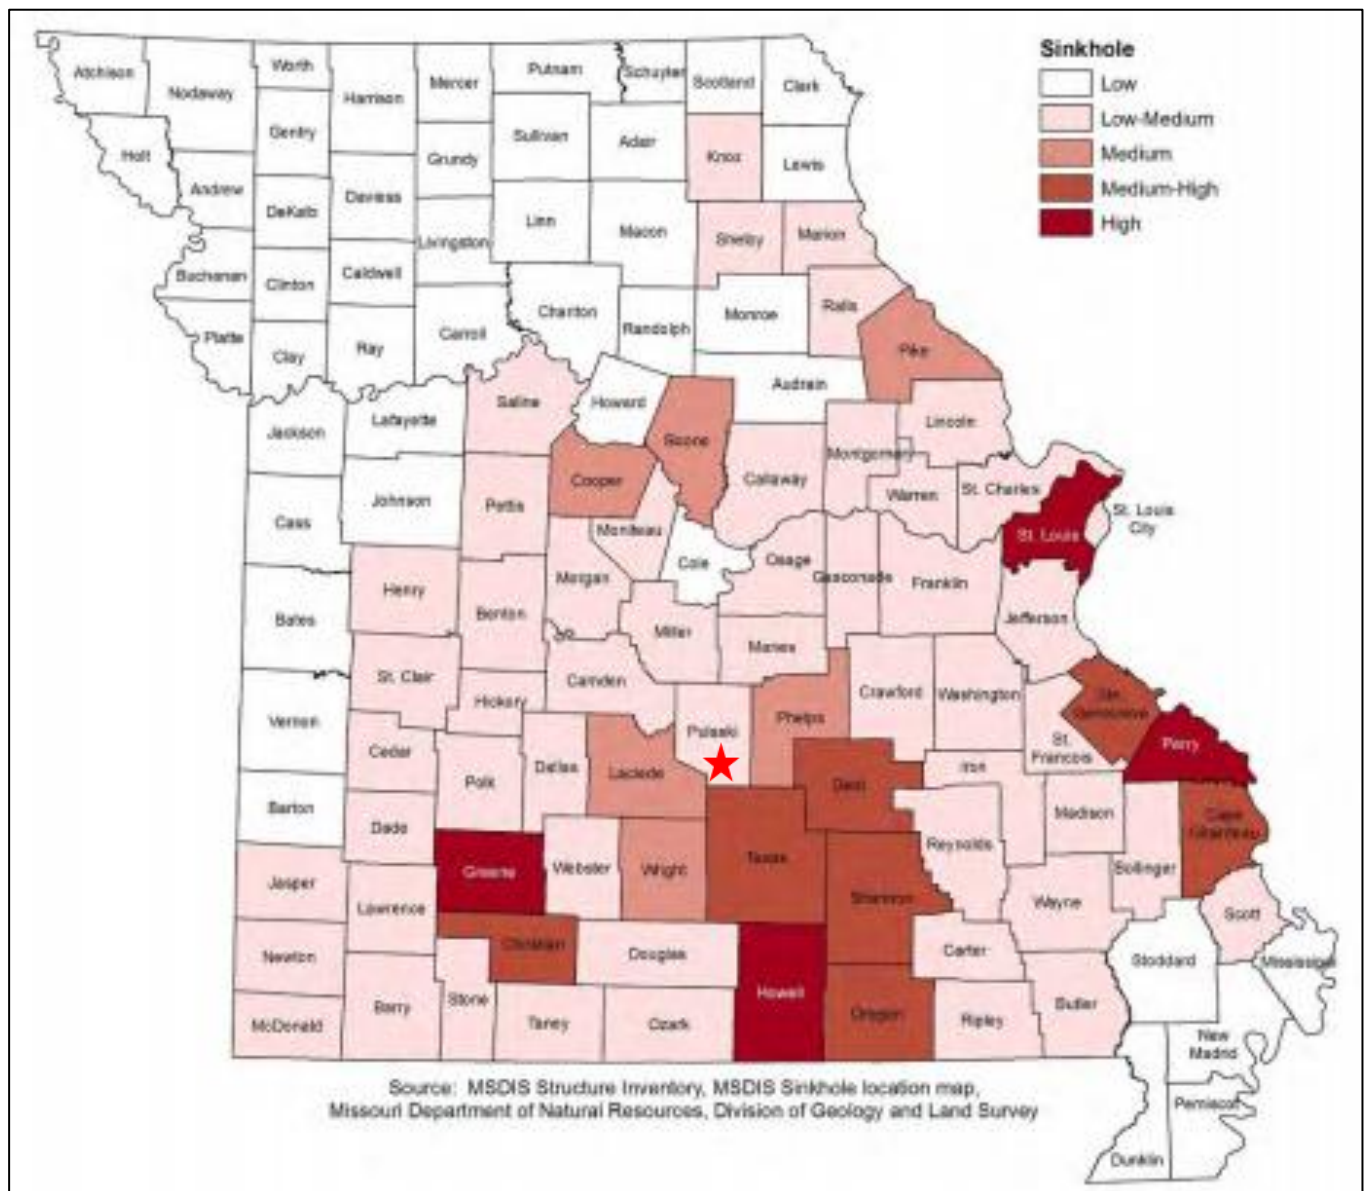 Sinkhole
Low
Low-Medium
Medium
Medium-High
High
Atchison
Nodaway
Worth
Harrison
Mercer
Putnam
Schuyler
Scotland
Clark
Gentry
Sullivan
Adair
Knox
Lewis
Holt
Andrew
DeKalb
Daviess
Grundy
Linn
Macon
Shelby
Marion
Livingston
Buchanan
Clinton
Caldwell
Chariton
Randolph
Monroe
Ralls
Pike
Platte
Clay
Ray
Carroll
Audrain
Saline
Howard
Boone
Lincoln
Jackson
Lafayette
Montgomery
Callaway
Cooper
Warren
St. Charles
St. Louis
City
St. Louis
Cass
Johnson
Pettis
Moniteau
Cole
Osage
Gasconade
Franklin
Morgan
Henry
Benton
Bates
Miller
Maries
Jefferson
St. Clair
Hickory
Camden
Crawford
Washington
Ste.
Genevieve
Vernon
Pulaski
Phelps
St.
Francois
Perry
Cedar
Polk
Dallas
Laclede
Dent
Iron
Barton
Dade
Madison
Cape
Girardeau
Reynolds
Bollinger
Jasper
Greene
Webster
Wright
Texas
Shannon
Wayne
Scott
Lawrence
Newton
Christian
Douglas
Carter
Stoddard
Mississippi
McDonald
Barry
Stone
Taney
Ozark
Howell
Oregon
Ripley
Butler
New
Madrid
Pemiscot
Dunklin
Source: MSDIS Structure Inventory, MSDIS Sinkhole location map,
Missouri Department of Natural Resources, Division of Geology and Land Survey